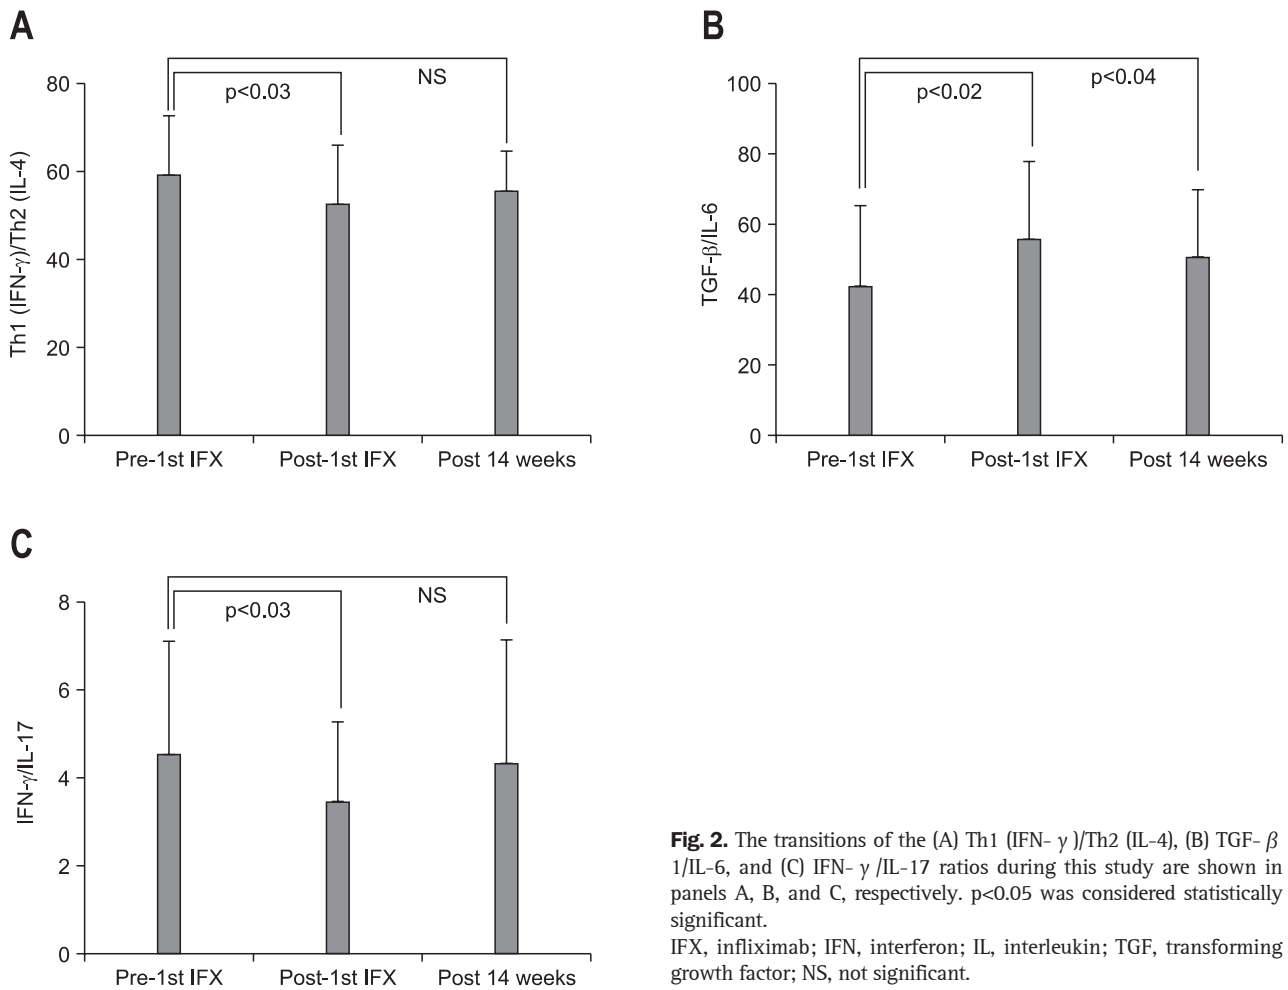 A
NS
p<0.03
80
60
40
20
0
Th1 (IFN-γ)/Th2 (IL-4)
Pre-1st IFX Post-1st IFX Post 14 weeks
B
p<0.04
p<0.02
100
80
60
40
20
0
TGF-β/IL-6
Pre-1st IFX Post-1st IFX Post 14 weeks
C
NS
p<0.03
8
6
4
2
0
IFN-γ/IL-17
Pre-1st IFX Post-1st IFX Post 14 weeks
Fig. 2. The transitions of the (A) Th1 (IFN- γ )/Th2 (IL-4), (B) TGF- β
1/IL-6, and (C) IFN- γ /IL-17 ratios during this study are shown in
panels A, B, and C, respectively. p<0.05 was considered statistically
significant.
IFX, infliximab; IFN, interferon; IL, interleukin; TGF, transforming
growth factor; NS, not significant.